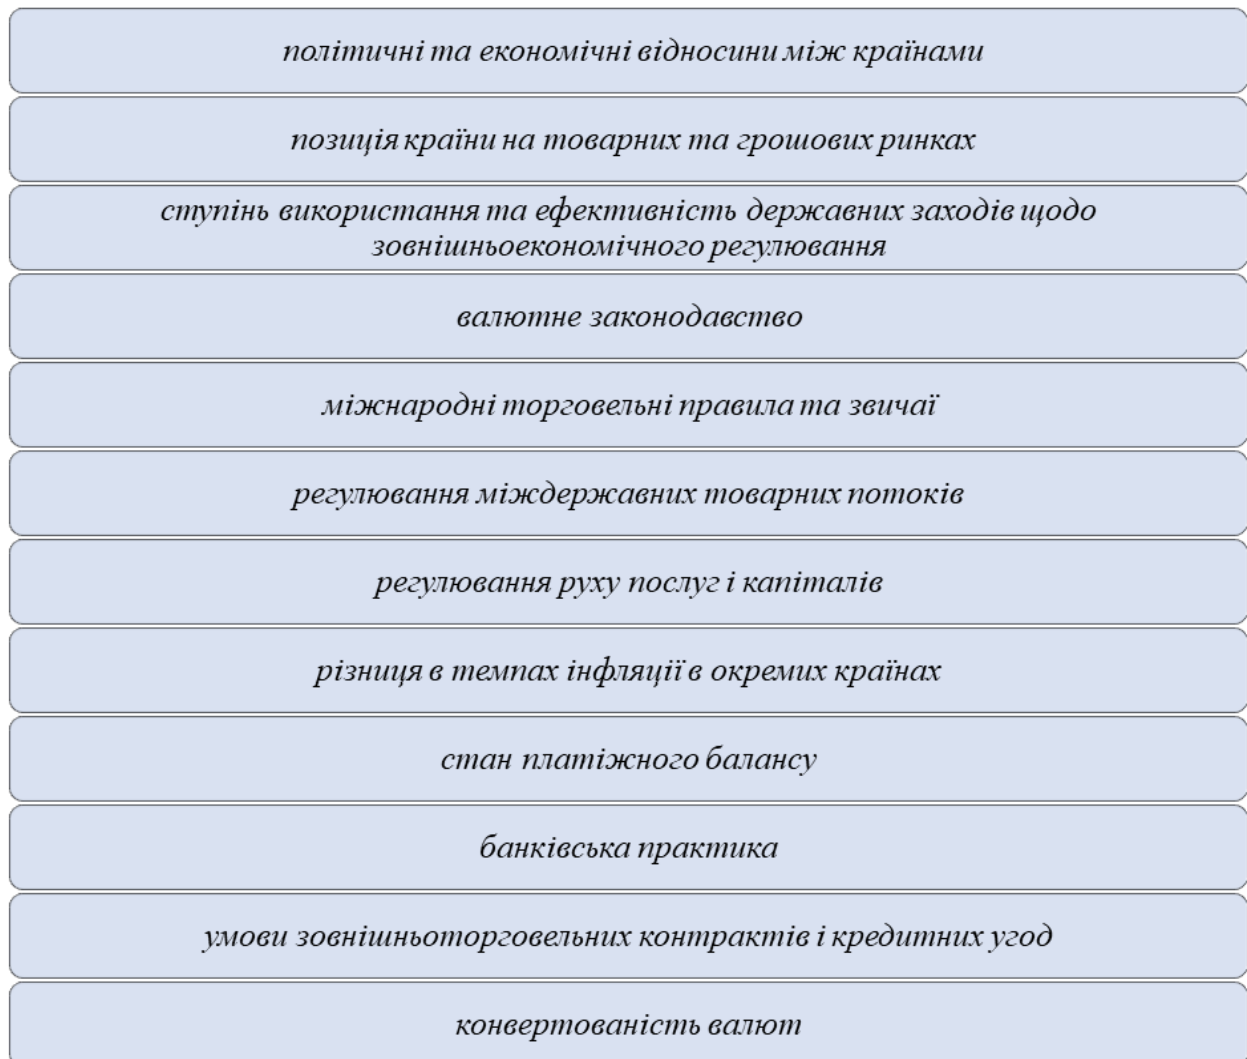 політичні та економічні відносини між країнами
позиція країни на товарних та грошових ринках
ступінь використання та ефективність державних заходів щодо
зовнішньоекономічного регулювання
валютне законодавство
міжнародні торговельні правила та звичаї
регулювання міждержавних товарних потоків
регулювання руху послуг і капіталів
різниця в темпах інфляції в окремих країнах
стан платіжного балансу
банківська практика
умови зовнішньоторговельних контрактів і кредитних угод
конвертованість валют